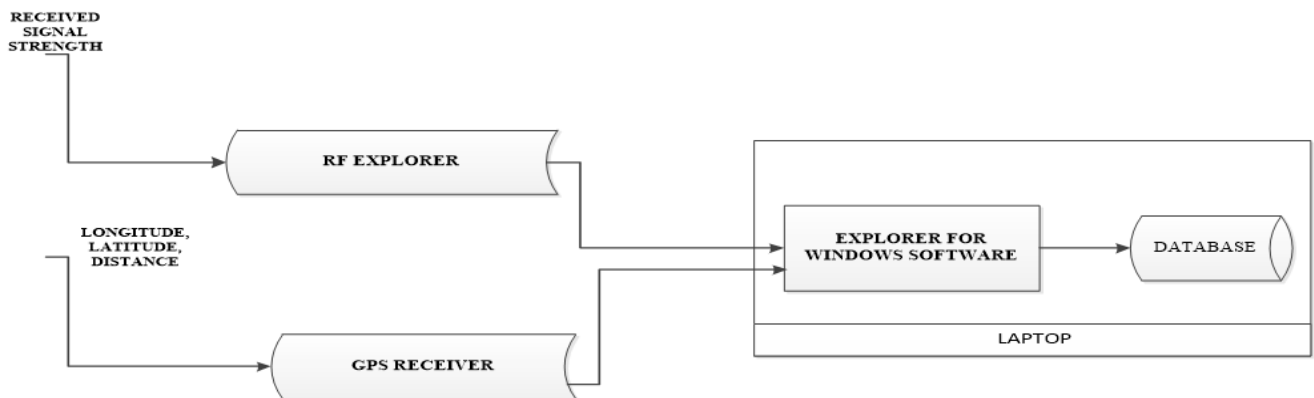 RECEIVED
SIGNAL
STRENGTH
RF EXPLORER
LONGITUDE,
LATITUDE,
DISTANCE
GPS RECEIVER
EXPLORER FOR
WINDOWS SOFTWARE
DATABASE
LAPTOP